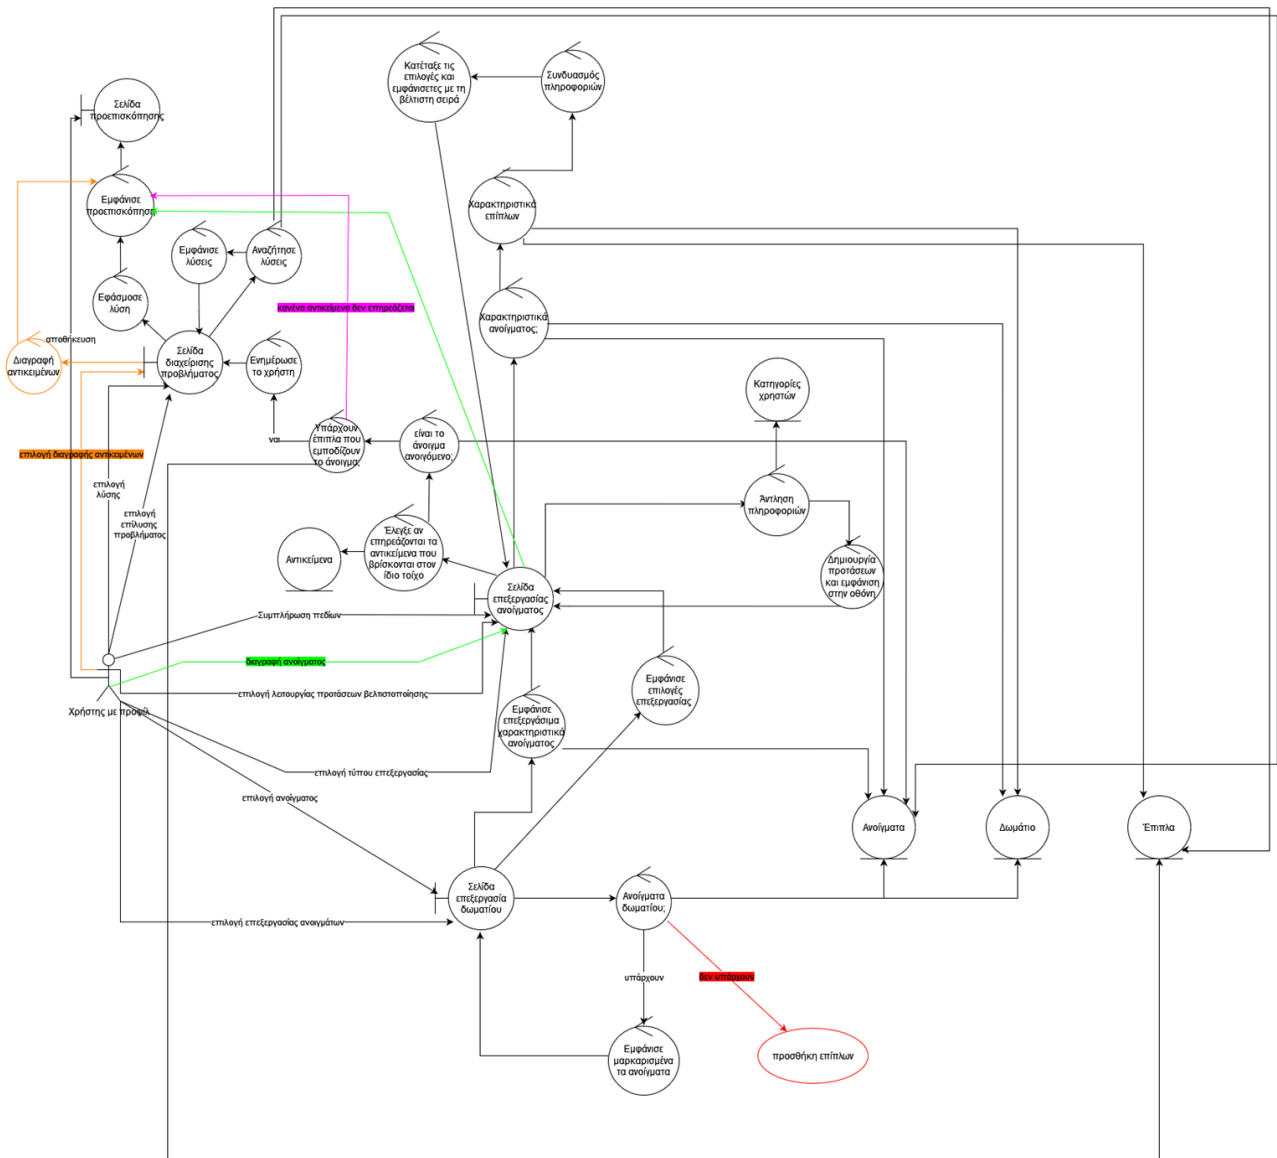 Κατέταξε τις
επιλογές και
εμφάνισετες με τη
βέλτιστη σειρά
Συνδυασμός
πληροφοριών
Σελίδα
προεπισκόπησης
Εμφάνισε
προεπισκόπηση
Χαρακτηριστικά
επίπλων
Εμφάνισε
λύσεις
Αναζήτησε
λύσεις
Εφάσμοσε
λύση
κανένα αντικείμενο δεν επηρεάζεται
Χαρακτηριστικά
ανοίγματος;
αποθήκευση
Διαγραφή
αντικειμένων
Σελίδα
διαχείρισης
προβλήματος
Ενημέρωσε
το χρήστη
Κατηγορίες
χρηστών
ναι
Υπάρχουν
έπιπλα που
εμποδίζουν
το άνοιγμα;
είναι το
άνοιγμα
ανοιγόμενο;
επιλογή διαγραφής αντικειμένων
επιλογή
λύσης
επιλογή
επίλυσης
προβλήματος
Άντληση
πληροφοριών
Αντικείμενα
Έλεγξε αν
επηρεάζονται τα
αντικείμενα που
βρίσκονται στον
ίδιο τοίχο
Δημιουργία
προτάσεων
και εμφάνιση
στην οθόνη
Σελίδα
επεξεργασίας
ανοίγματος
Συμπλήρωση πεδίων
διαγραφή ανοίγματος
επιλογή λειτουργίας προτάσεων βελτιστοποίησης
Εμφάνισε
επιλογές
επεξεργασίας
Χρήστης με προφίλ
Εμφάνισε
επεξεργάσιμα
χαρακτηριστικά
ανοίγματος
επιλογή τύπου επεξεργασίας
επιλογή ανοίγματος
Ανοίγματα
Δωμάτιο
Έπιπλα
Σελίδα
επεξεργασία
δωματίου
Ανοίγματα
δωματίου;
επιλογή επεξεργασίας ανοιγμάτων
υπάρχουν
δεν υπάρχουν
Εμφάνισε
μαρκαρισμένα
τα ανοίγματα
προσθήκη επίπλων